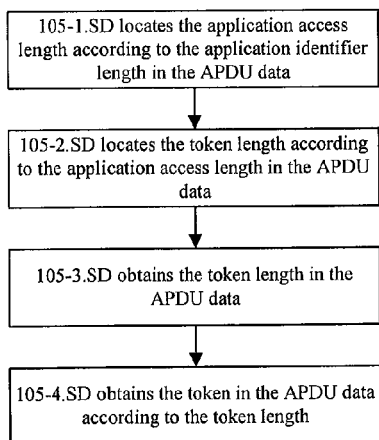 105-1.SD locates the application access
length according to the application identifier
length in the APDU data
105-2.SD locates the token length according
to the application access length in the APDU
data
105-3.SD obtains the token length in the
APDU data
105-4.SD obtains the token in the APDU data
according to the token length